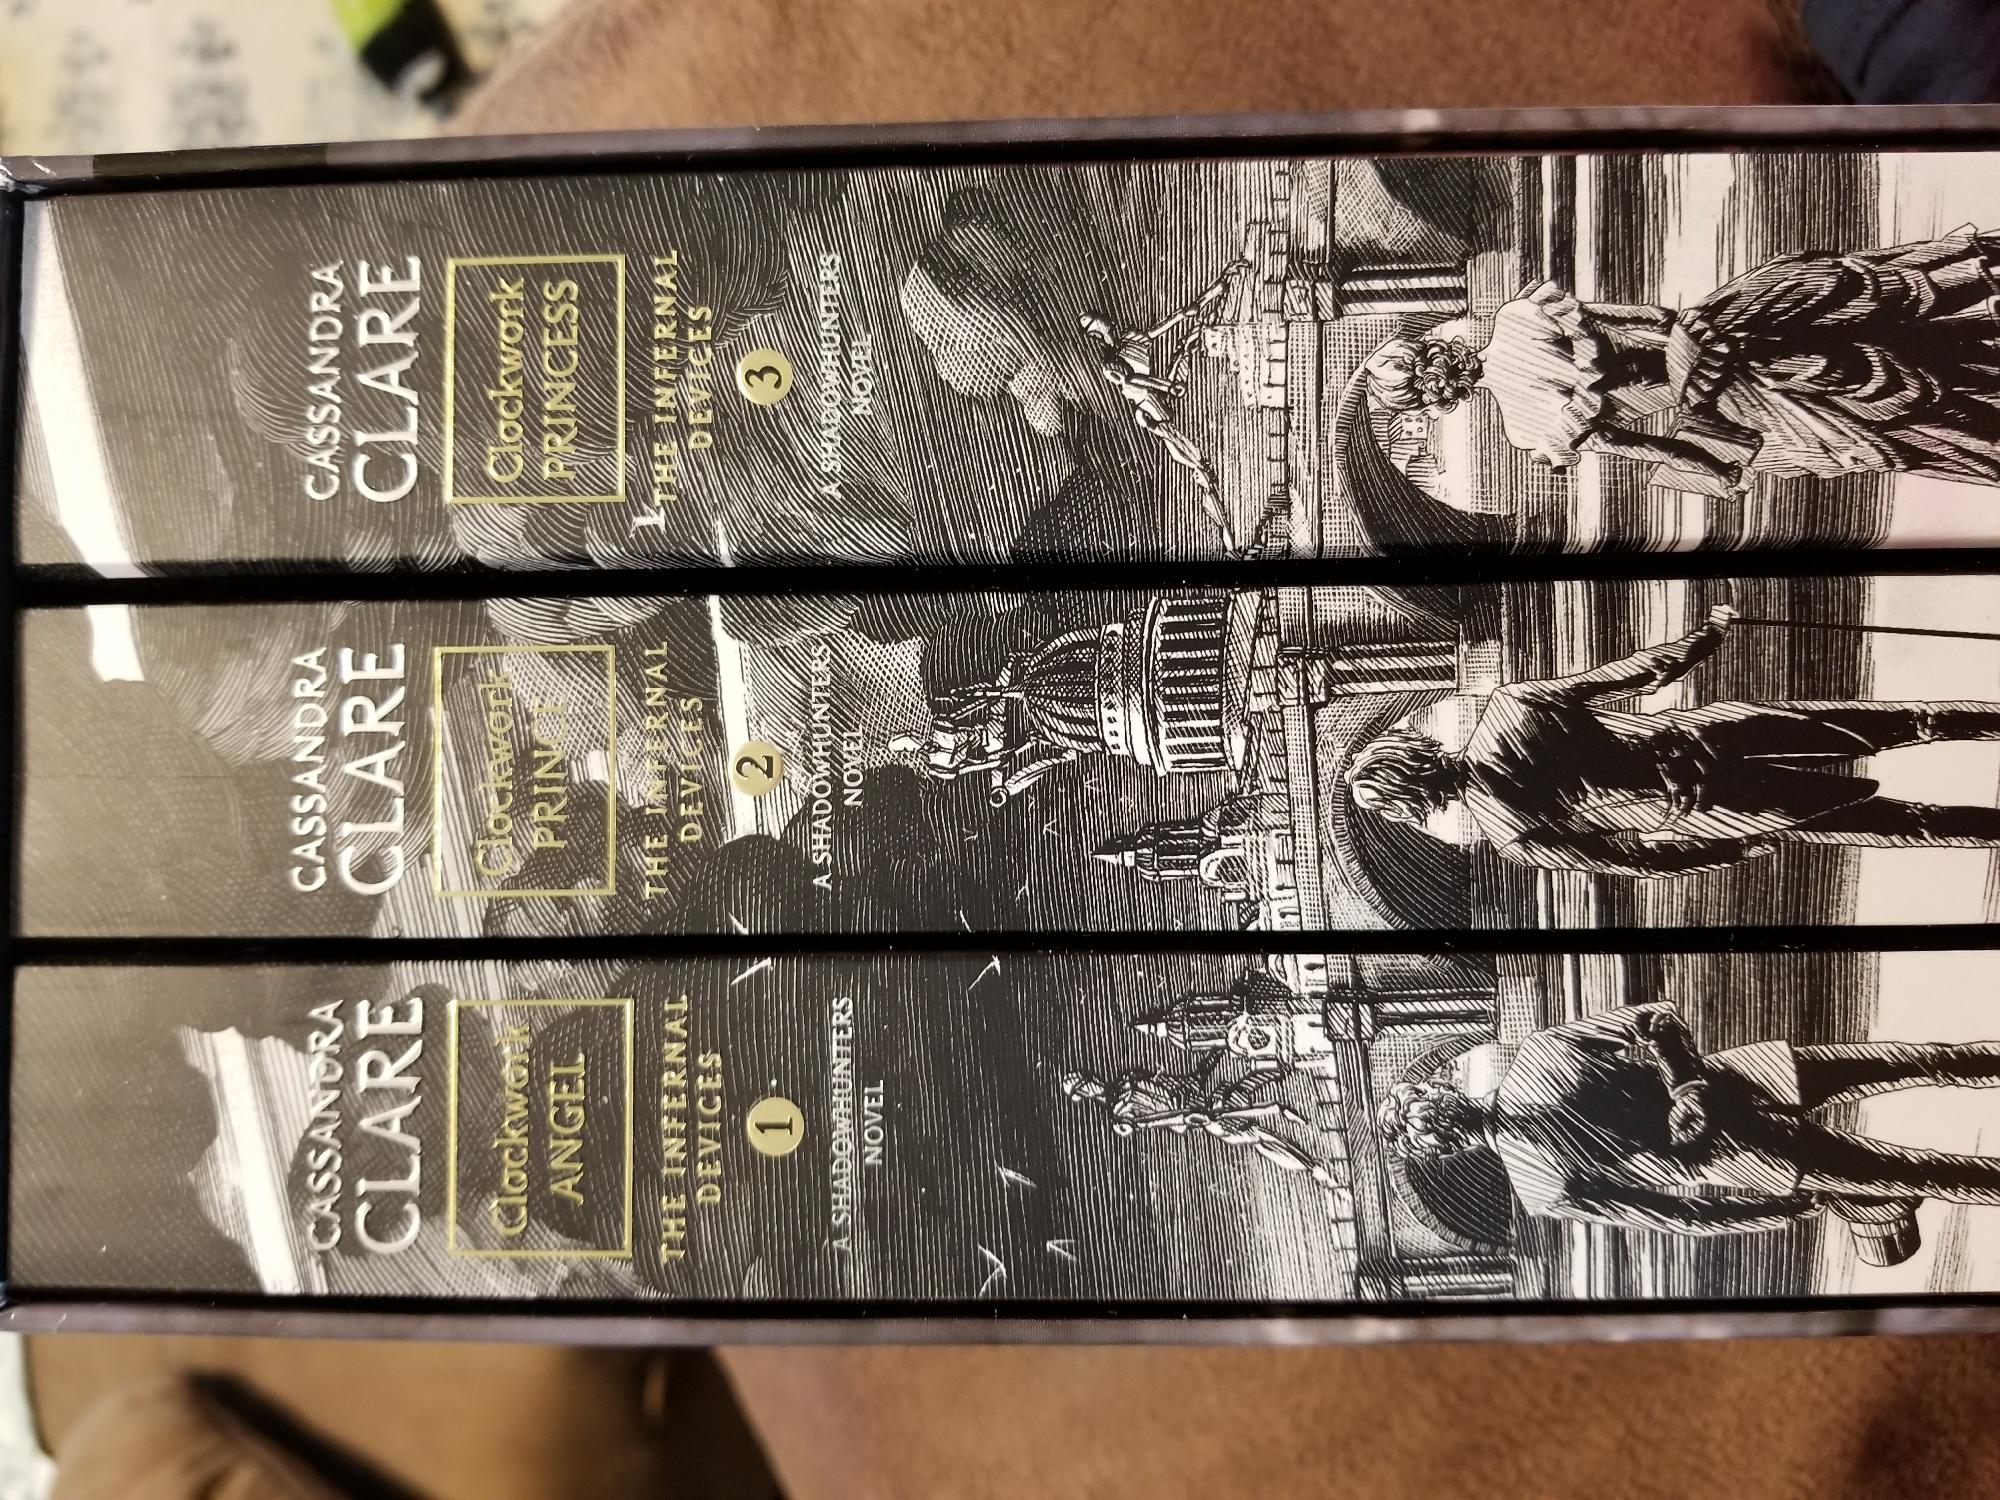 CASSANDRA
CLARE
Clockwork
ANGEL
THE INFERNAL
DEVICES
1
A SHADOWHUNTERS
NOVEL
CASSANDRA
CLARE
Clockwork
PRINCE
THE INFERNAL
DEVICES
2
A SHADOWHUNTERS
NOVEL
CASSANDRA
CLARE
Clockwork
PRINCESS
THE INFERNAL
DEVICES
3
A SHADOWHUNTERS
NOVEL